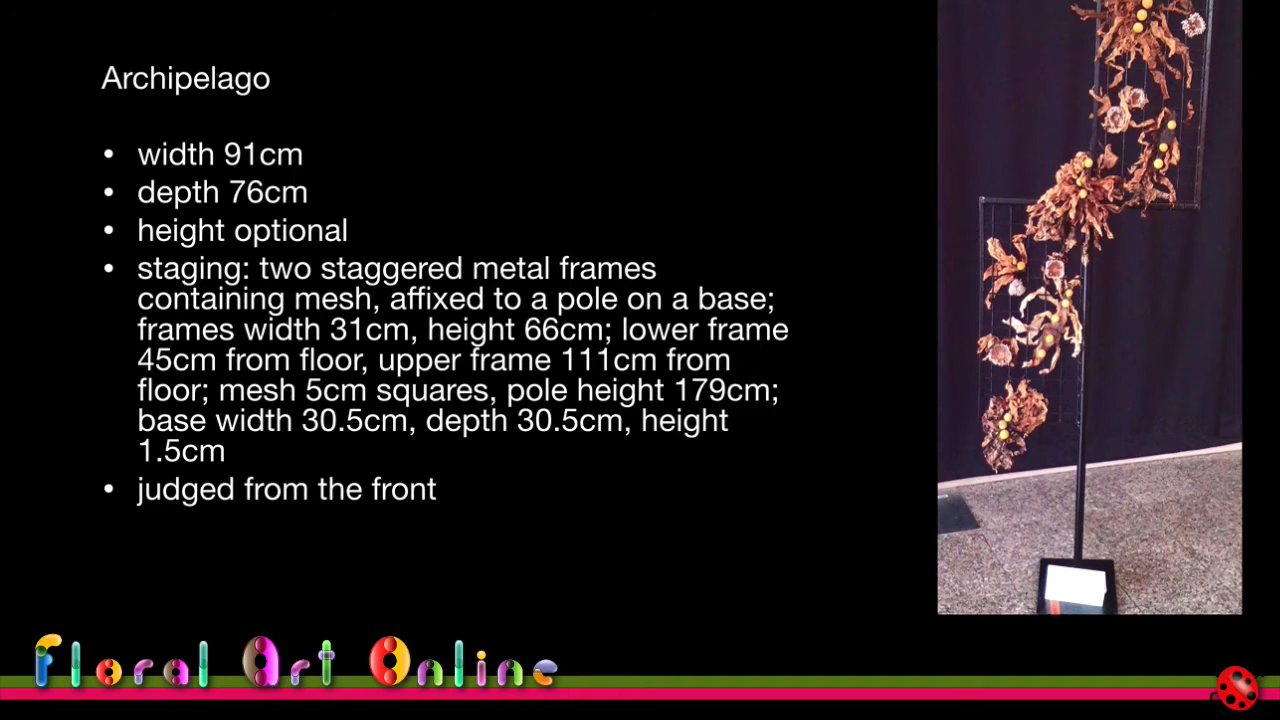 Archipelago
• width 91cm
• depth 76cm
• height optional
• staging: two staggered metal frames
containing mesh, affixed to a pole on a base;
frames width 31cm, height 66cm; lower frame
45cm from floor, upper frame 111cm from
floor; mesh 5cm squares, pole height 179cm;
base width 30.5cm, depth 30.5cm, height
1.5cm
• judged from the front
Floral Art Online